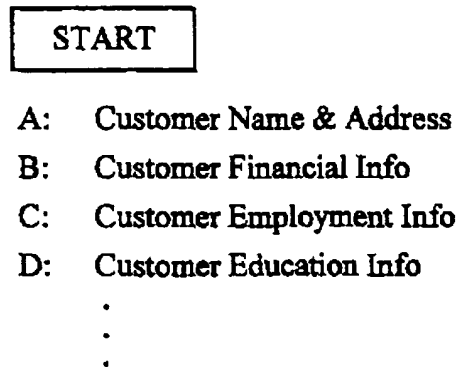 START
A: Customer Name & Address
B: Customer Financial Info
C: Customer Employment Info
D: Customer Education Info
.
.
.